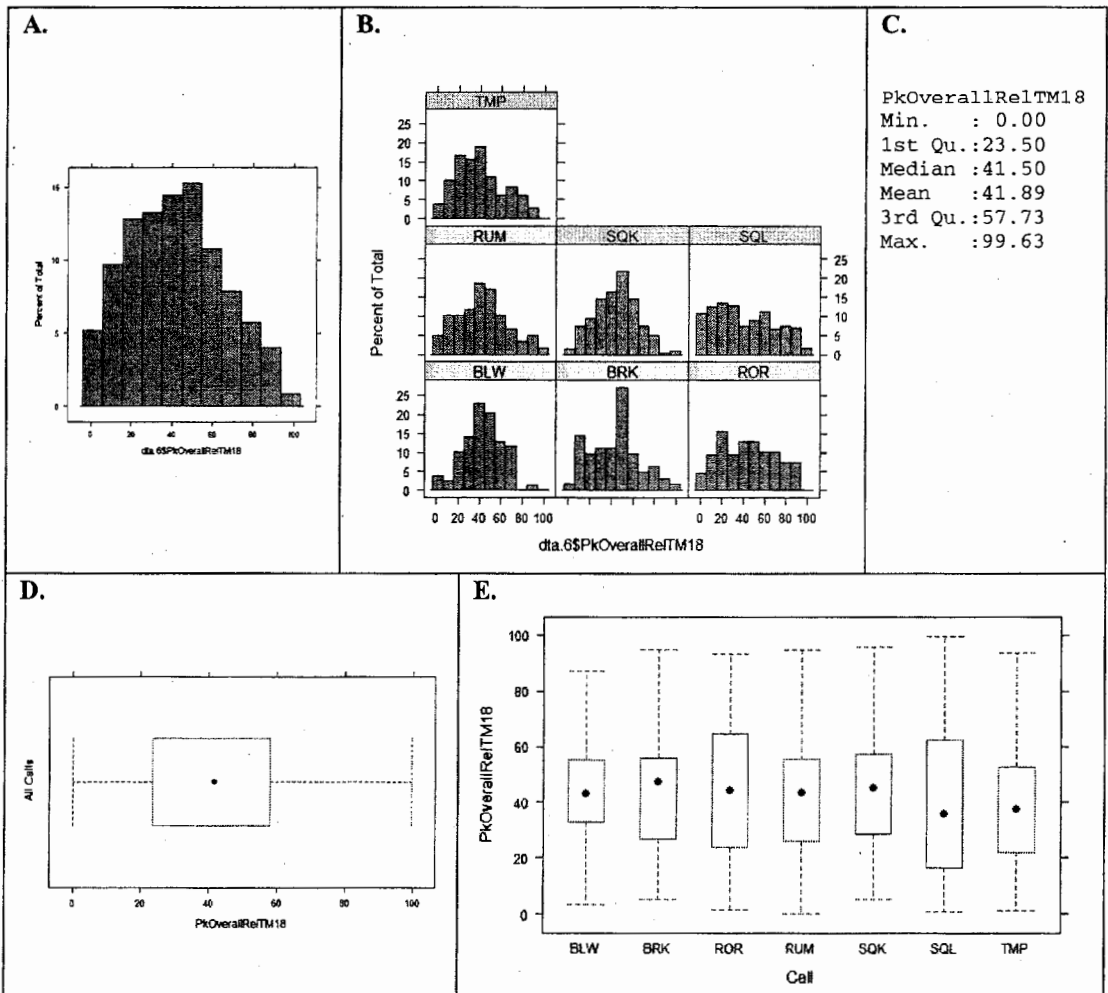 A.
Percent of Total
15
10
5
0
0 20 40 60 80 100
dta.6$PkOverallRelTM18
B.
Percent of Total
TMP
25
20
15
10
5
0
RUM SQK SQL
25
20
15
10
5
0
BLW BRK ROR
25
20
15
10
5
0
0 20 40 60 80 100 0 20 40 60 80 100
dta.6$PkOverallRelTM18
C.
PkOverallRelTM18
Min. : 0.00
1st Qu.:23.50
Median :41.50
Mean :41.89
3rd Qu.:57.73
Max. :99.63
D.
All Calls
0 20 40 60 80 100
PkOverallRelTM18
E.
PkOverallRelTM18
100
80
60
40
20
0
BLW BRK ROR RUM SQK SQL TMP
Call